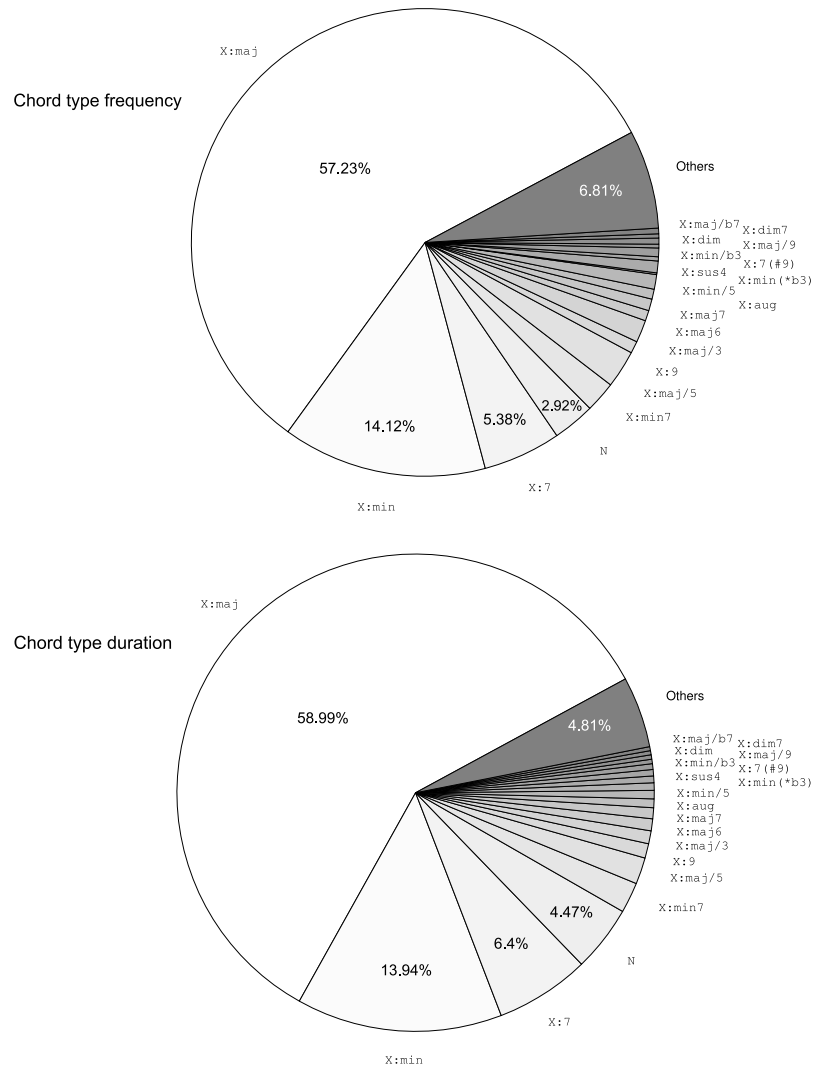 X:maj
Chord type frequency
57.23%
Others
6.81%
X:maj/b7 X:dim7
X:dim X:maj/9
X:min/b3 X:7(#9)
X:sus4 X:min(*b3)
X:min/5 X:aug
X:maj7
X:maj6
X:maj/3
X:9
X:maj/5
2.92%
X:min7
5.38%
14.12%
N
X:7
X:min
X:maj
Chord type duration
Others
58.99%
4.81%
X:maj/b7 X:dim7
X:dim X:maj/9
X:min/b3 X:7(#9)
X:sus4 X:min(*b3)
X:min/5
X:aug
X:maj7
X:maj6
X:maj/3
X:9
X:maj/5
X:min7
4.47%
6.4%
N
13.94%
X:7
X:min